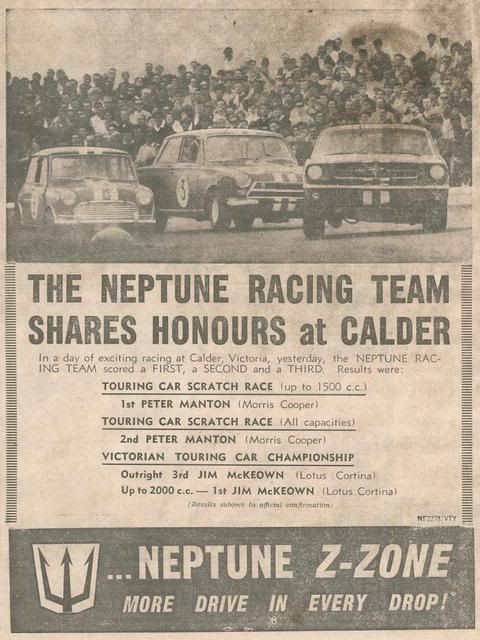 3
THE NEPTUNE RACING TEAM
SHARES HONOURS at CALDER
In a day of exciting racing at Calder, Victoria, yesterday, the NEPTUNE RAC-
ING TEAM scored a FIRST, a SECOND and a THIRD. Results were:
TOURING CAR SCRATCH RACE (up to 1500 c.c.)
1st PETER MANTON (Morris Cooper)
TOURING CAR SCRATCH RACE (All capacities)
2nd PETER MANTON (Morris Cooper)
VICTORIAN TOURING CAR CHAMPIONSHIP
Outright 3rd JIM McKEOWN (Lotus Cortina)
Up to 2000 c.c. — 1st JIM McKEOWN (Lotus Cortina)
(Results subject to official confirmation)
NE2278/VTY
...NEPTUNE Z-ZONE
MORE DRIVE IN EVERY DROP!